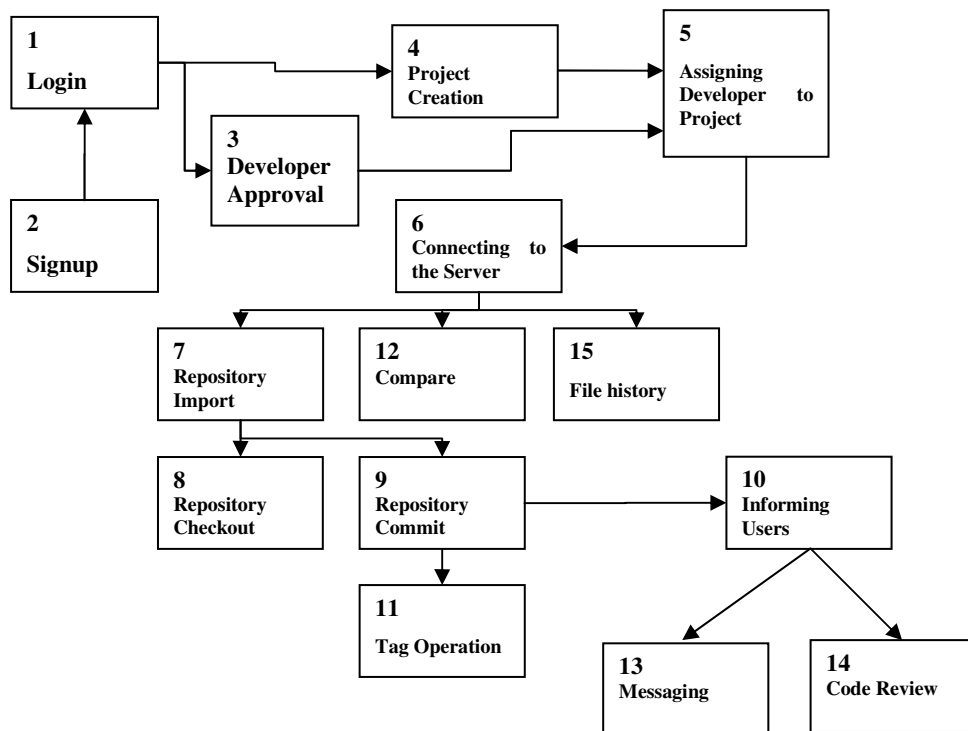 1
Login
4
Project
Creation
5
Assigning
Developer to
Project
3
Developer
Approval
2
Signup
6
Connecting to
the Server
7
Repository
Import
12
Compare
15
File history
8
Repository
Checkout
9
Repository
Commit
10
Informing
Users
11
Tag Operation
13
Messaging
14
Code Review